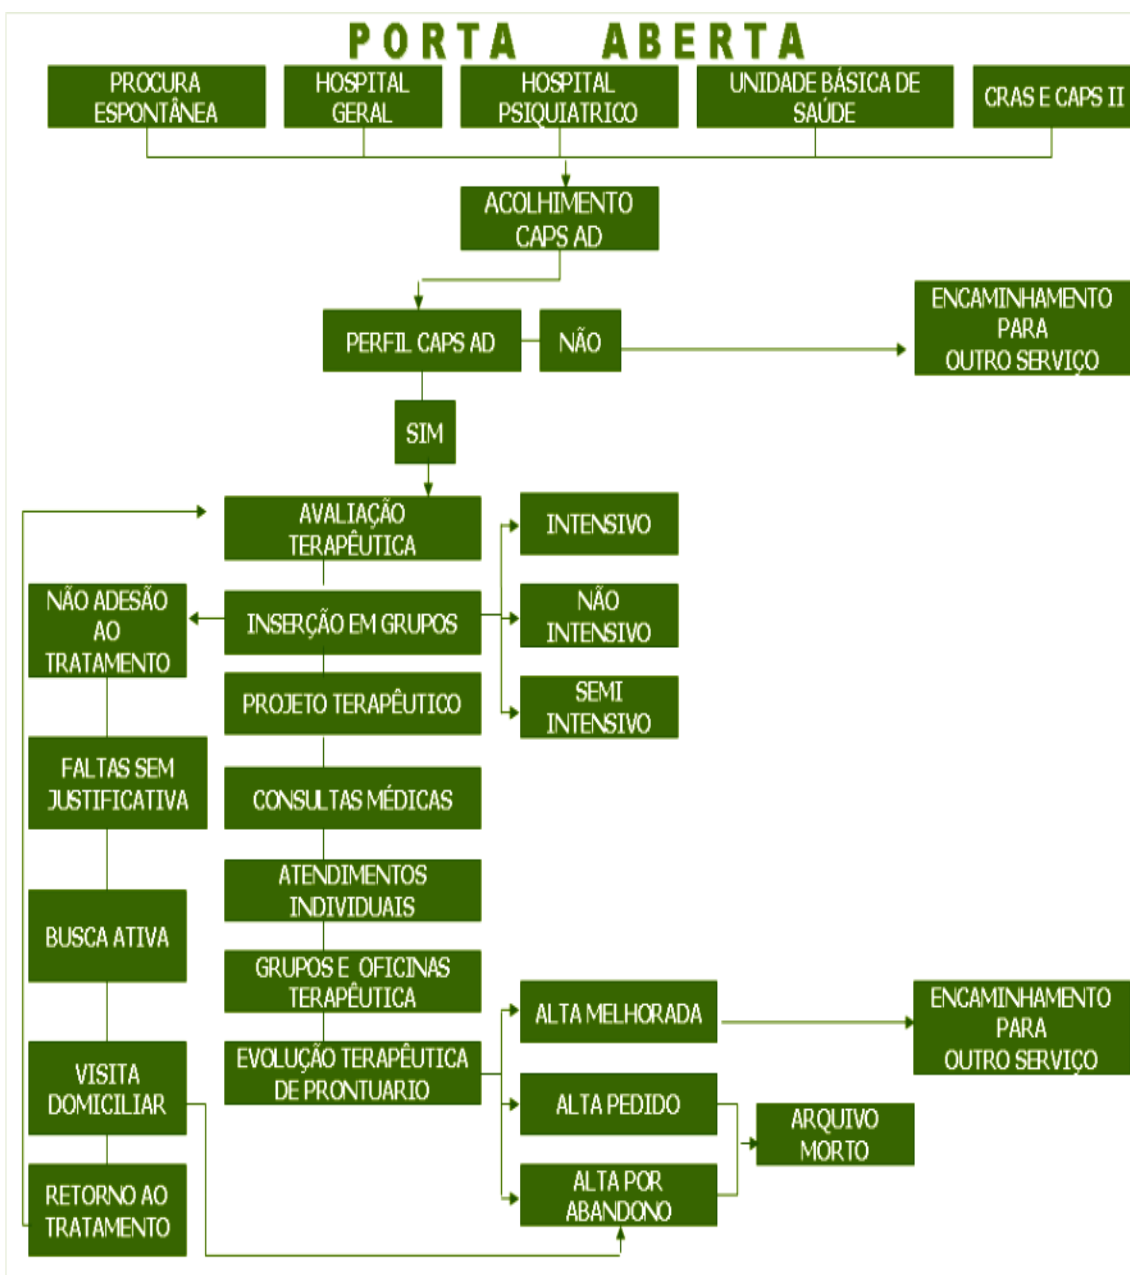 PORTA ABERTA
PROCURA
ESPONTÂNEA
HOSPITAL
GERAL
HOSPITAL
PSIQUIATRICO
UNIDADE BÁSICA DE
SAÚDE
CRAS E CAPS II
ACOLHIMENTO
CAPS AD
PERFIL CAPS AD
NÃO
ENCAMINHAMENTO
PARA
OUTRO SERVIÇO
SIM
AVALIAÇÃO
TERAPÊUTICA
INTENSIVO
NÃO ADESÃO
AO
TRATAMENTO
INSERÇÃO EM GRUPOS
NÃO
INTENSIVO
PROJETO TERAPÊUTICO
SEMI
INTENSIVO
FALTAS SEM
JUSTIFICATIVA
CONSULTAS MÉDICAS
ATENDIMENTOS
INDIVIDUAIS
BUSCA ATIVA
GRUPOS E OFICINAS
TERAPÊUTICA
ALTA MELHORADA
ENCAMINHAMENTO
PARA
OUTRO SERVIÇO
VISITA
DOMICILIAR
EVOLUÇÃO TERAPÊUTICA
DE PRONTUARIO
ALTA PEDIDO
ARQUIVO
MORTO
RETORNO AO
TRATAMENTO
ALTA POR
ABANDONO